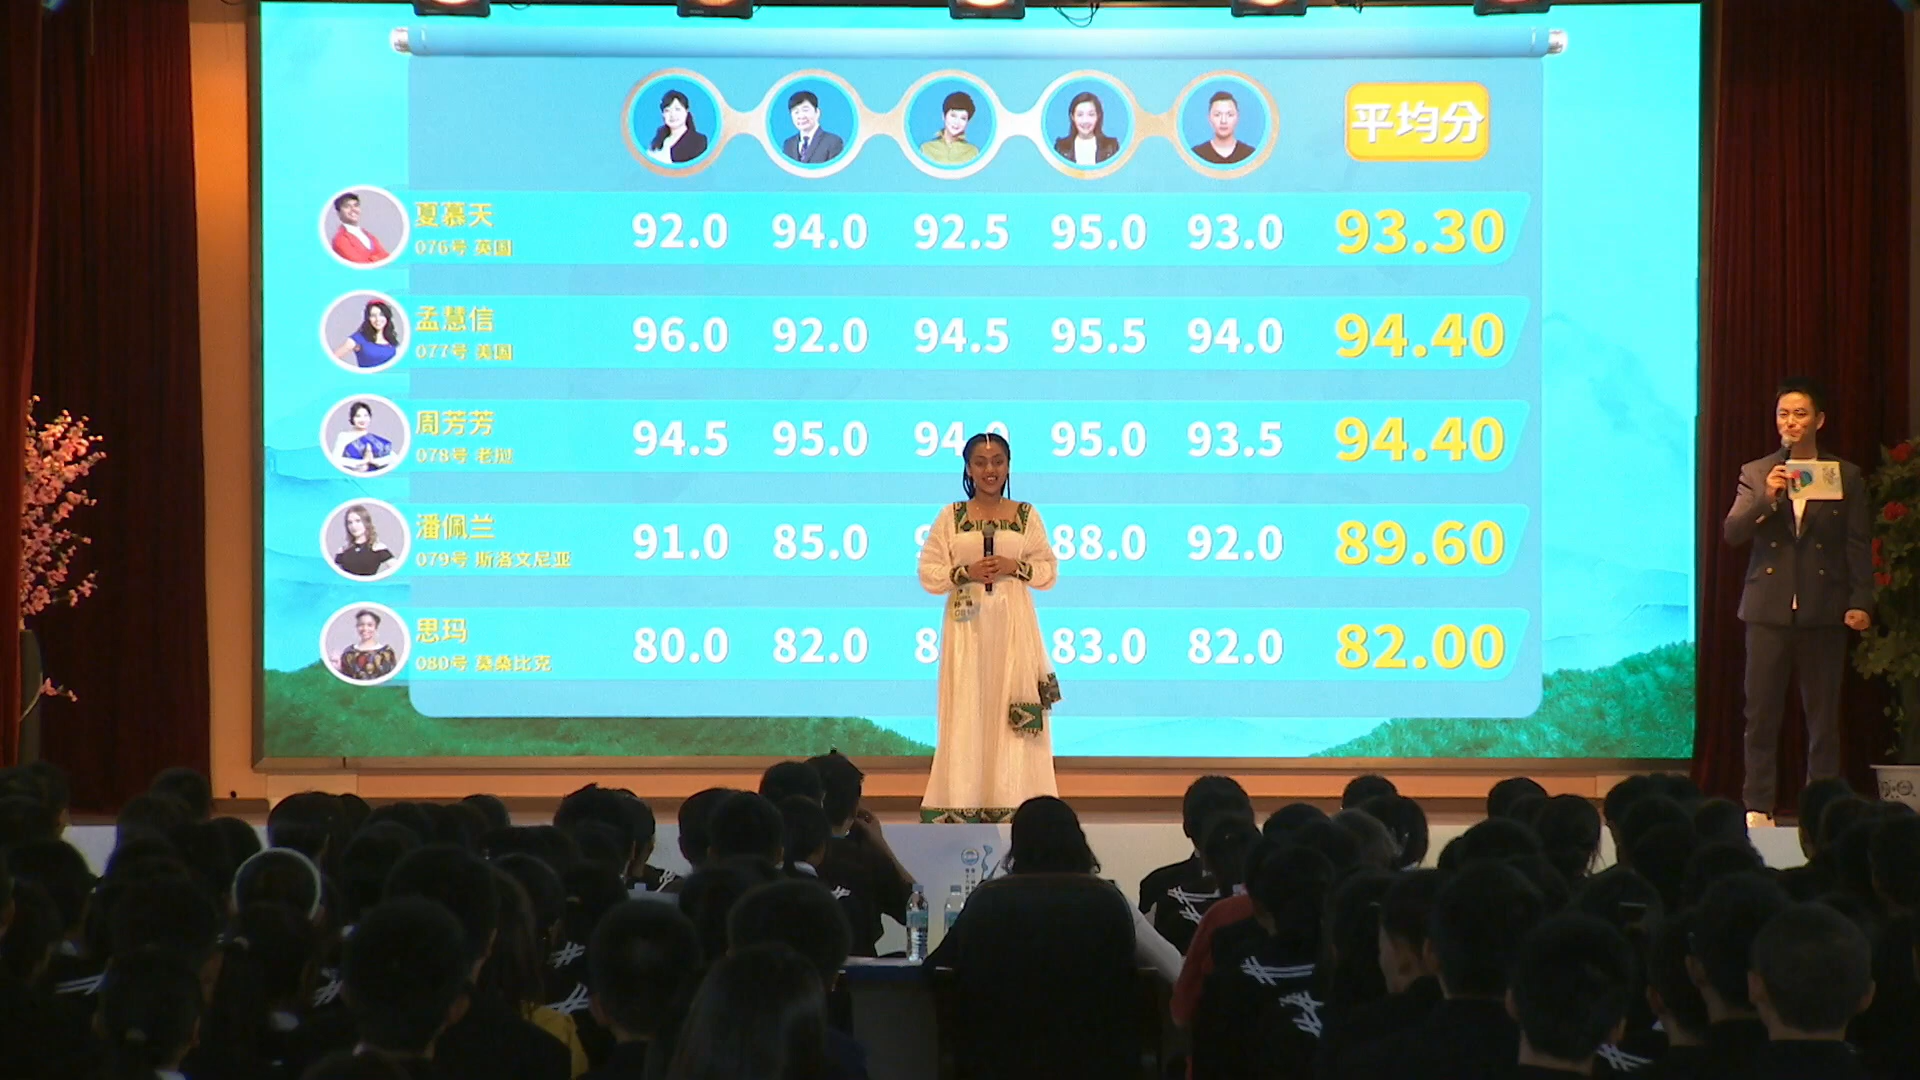 平均分
夏慕天 92.0 94.0 92.5 95.0 93.0 93.30
076号 英国
孟慧信 96.0 92.0 94.5 95.5 94.0 94.40
077号 美国
周芳芳 94.5 95.0 94.0 95.0 93.5 94.40
078号 老挝
潘佩兰 91.0 85.0 88.0 92.0 89.60
079号 斯洛文尼亚
思玛 80.0 82.0 83.0 82.0 82.00
080号 莫桑比克